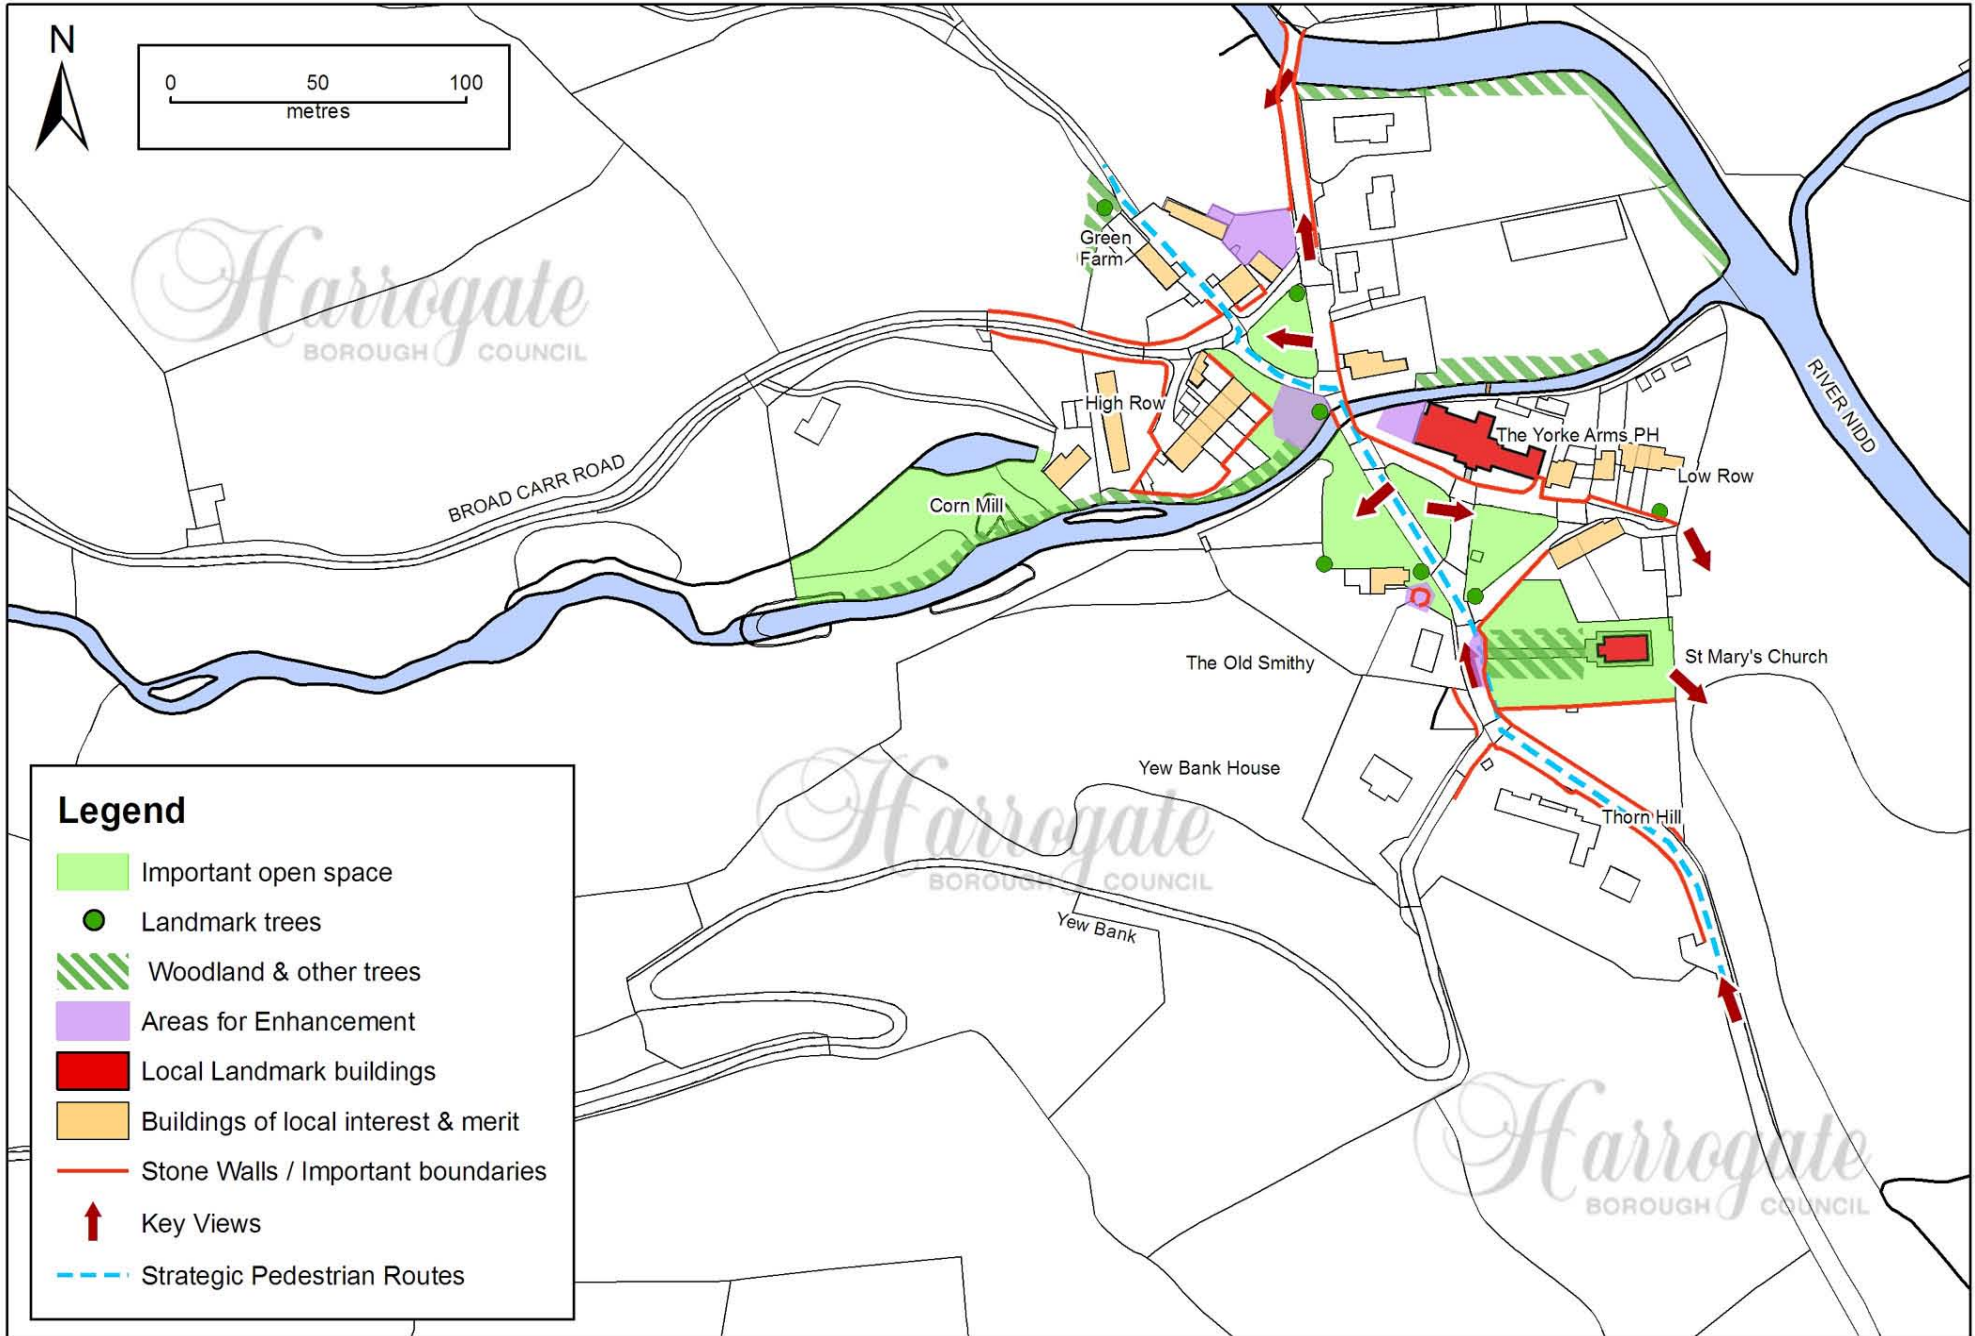 N
0 50 100
metres
Harrogate
BOROUGH COUNCIL
Green
Farm
High Row
The Yorke Arms PH
RIVER NIDD
Low Row
BROAD CARR ROAD
Corn Mill
The Old Smithy
St Mary's Church
Yew Bank House
Harrogate
BOROUGH COUNCIL
Thorn Hill
Yew Bank
Harrogate
BOROUGH COUNCIL
Legend
Important open space
Landmark trees
Woodland & other trees
Areas for Enhancement
Local Landmark buildings
Buildings of local interest & merit
Stone Walls / Important boundaries
Key Views
Strategic Pedestrian Routes